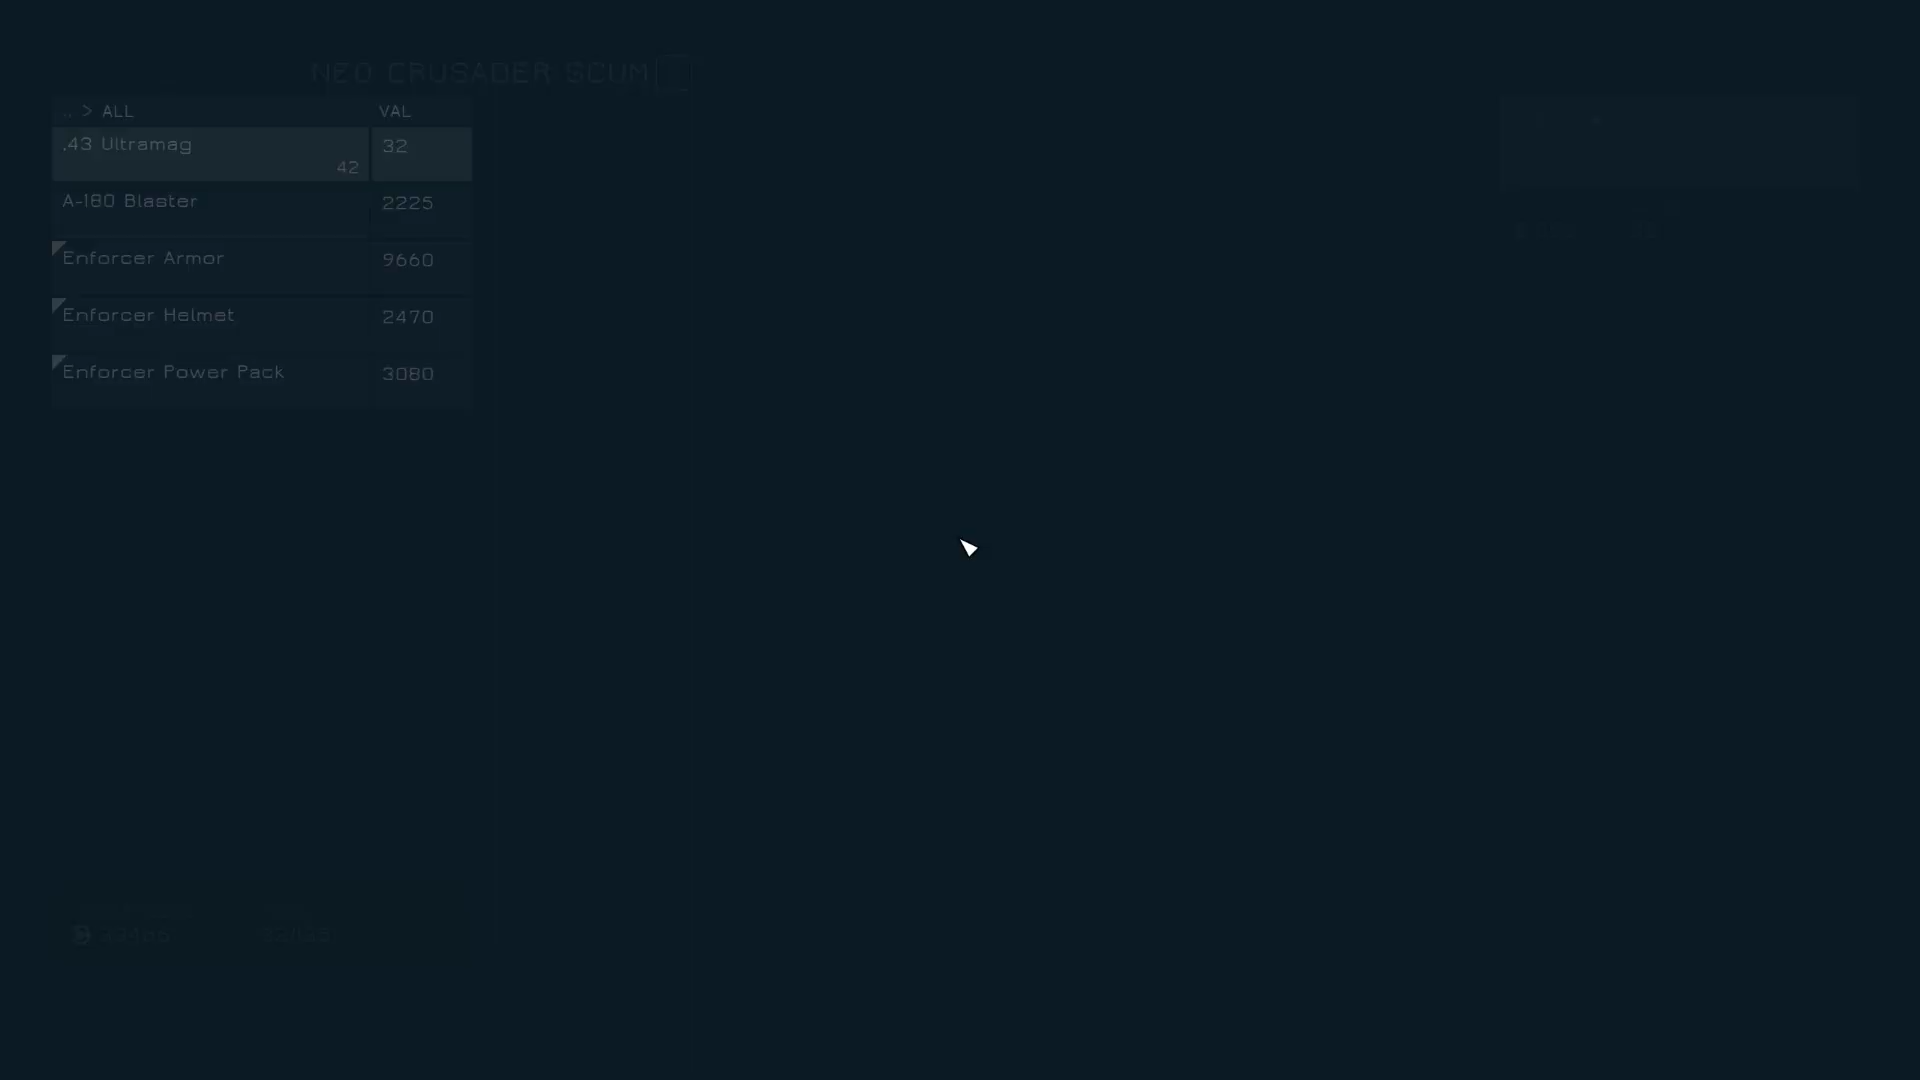 NEO CRUSADER SCUM
.. > ALL VAL
.43 Ultramag 32
42
A-180 Blaster 2225
Enforcer Armor 9660
Enforcer Helmet 2470
Enforcer Power Pack 3080